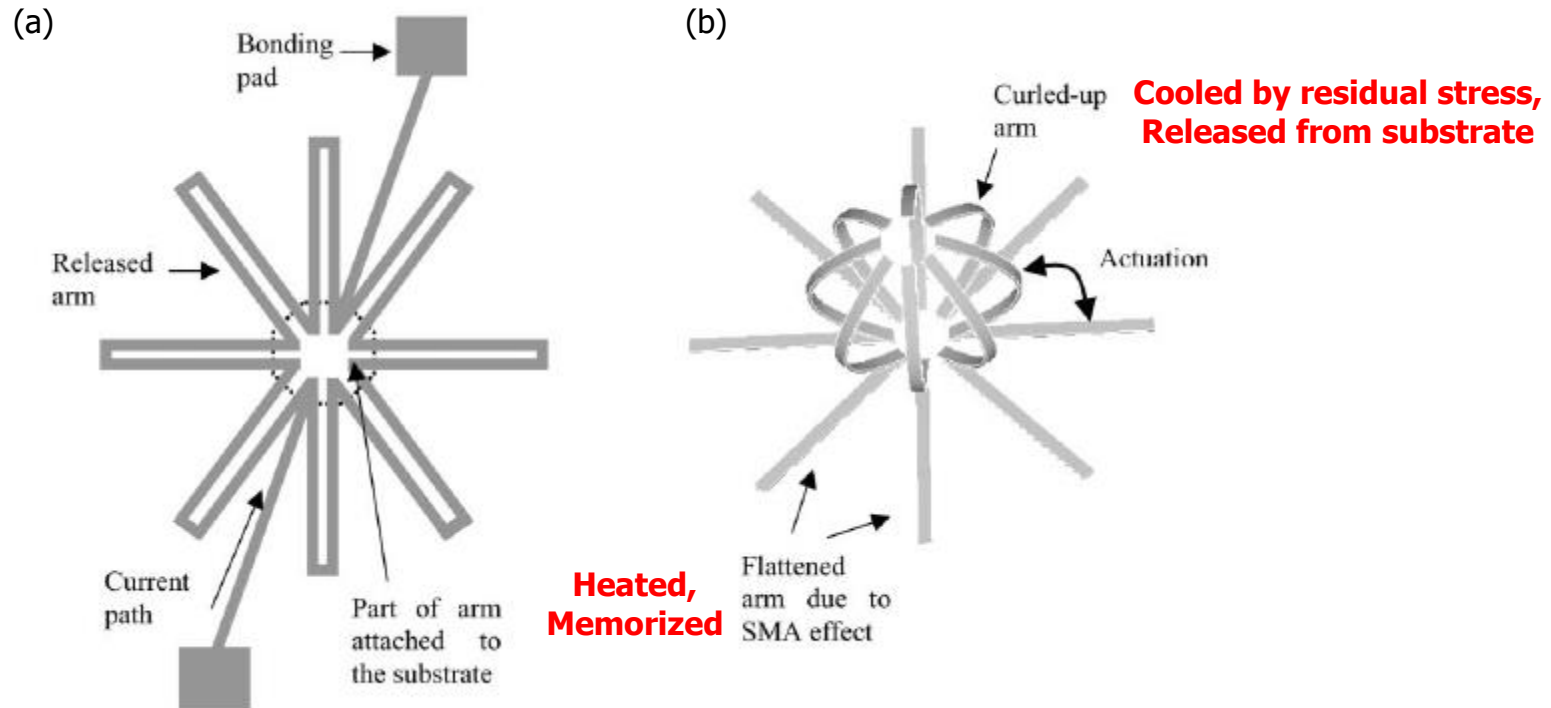 (a)
Bonding
pad
Released
arm
Current
path
Part of arm
attached to
the substrate
(b)
Curled-up
arm
Cooled by residual stress,
Released from substrate
Actuation
Heated,
Memorized
Flattened
arm due to
SMA effect